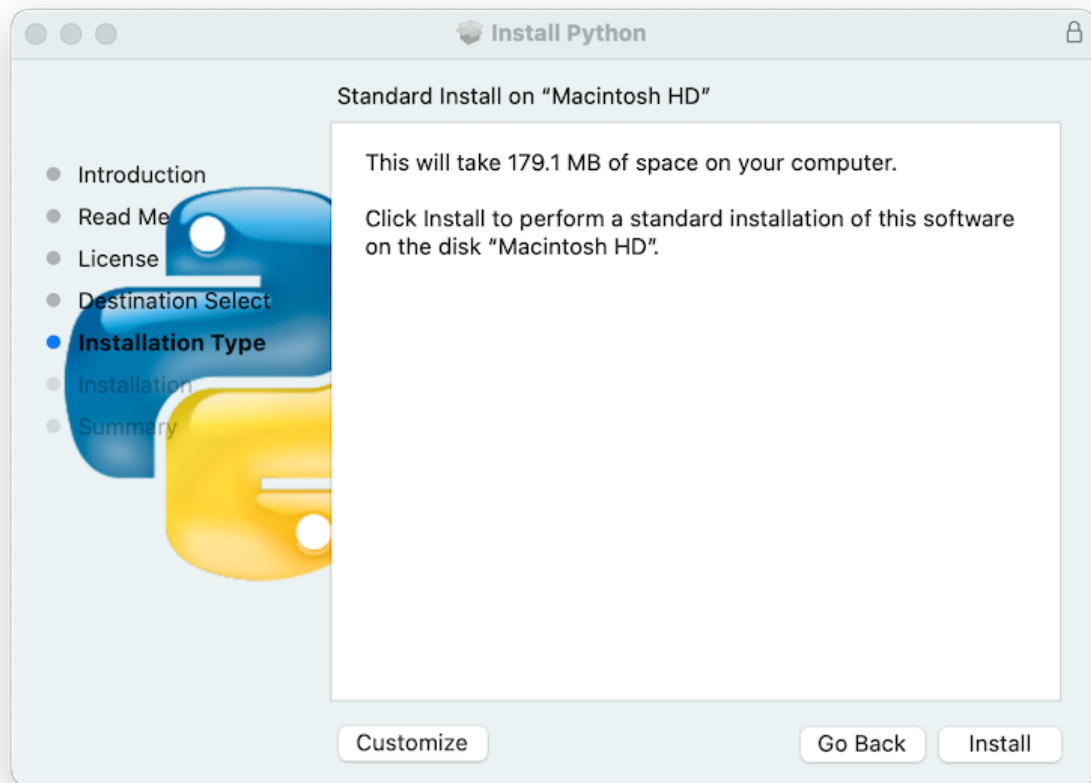 Install Python
Standard Install on “Macintosh HD”
Introduction
Read Me
License
Destination Select
Installation Type
Installation
Summary
This will take 179.1 MB of space on your computer.
Click Install to perform a standard installation of this software
on the disk “Macintosh HD”.
Customize
Go Back
Install